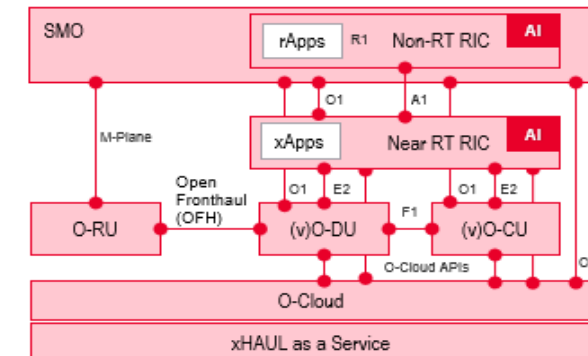 SMO
rApps R1 Non-RT RIC AI
O1 A1
M-Plane
xApps Near RT RIC AI
Open
Fronthaul
(OFH)
O1 E2 O1 E2
O-RU (v)O-DU F1 (v)O-CU
O-Cloud APIs
O-Cloud
xHAUL as a Service